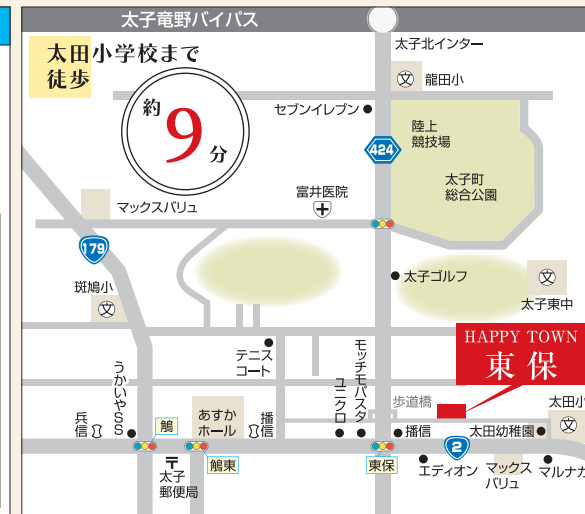 太子竜野バイパス
太子北インター
太田小学校まで
徒歩
約
9
分
龍田小
文
セブンイレブン
陸上
競技場
424
太子町
総合公園
富井医院
マックスバリュ
179
斑鳩小
文
太子ゴルフ
文
太子東中
HAPPY TOWN
東保
テニス
コート
モッチモパスタ
ユニクロ
うかいやSS
歩道橋
太田小
文
兵信
鵤
あすか
ホール
播信
播信
太田幼稚園
〒
太子
郵便局
鵤東
東保
2
エディオン
マックス
バリュ
マルナカ